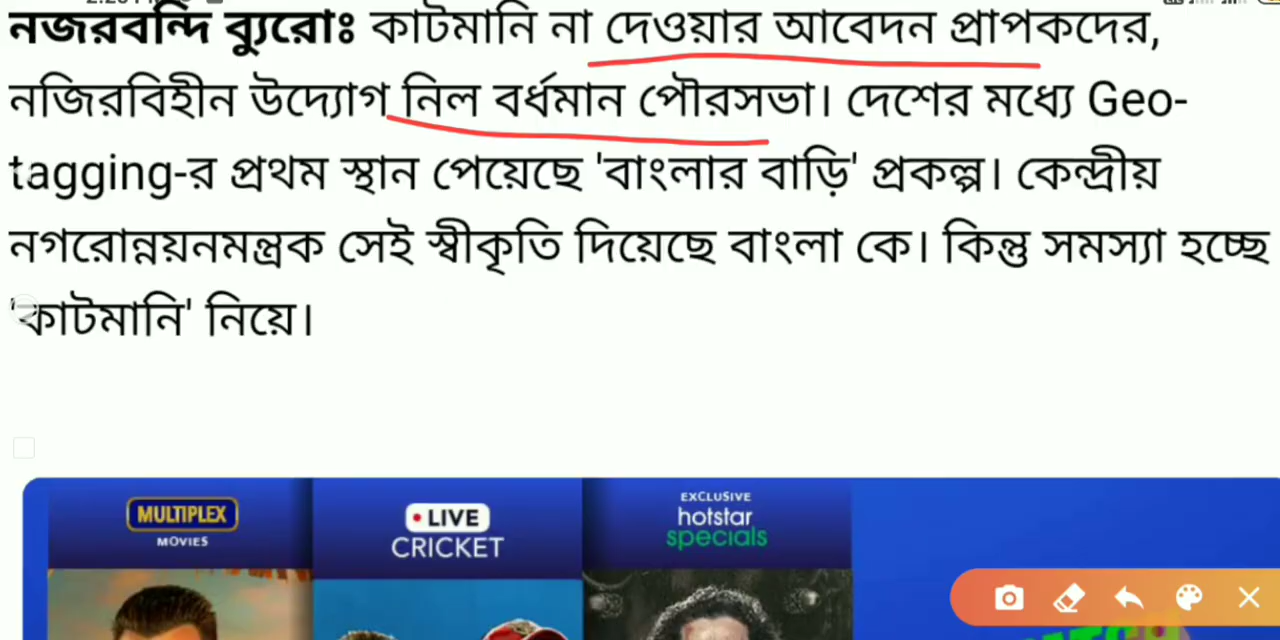 নজরবন্দি ব্যুরোঃ কাটমানি না দেওয়ার আবেদন প্রাপকদের,
নজিরবিহীন উদ্যোগ নিল বর্ধমান পৌরসভা। দেশের মধ্যে Geo-
tagging-র প্রথম স্থান পেয়েছে 'বাংলার বাড়ি' প্রকল্প। কেন্দ্রীয়
নগরোন্নয়নমন্ত্রক সেই স্বীকৃতি দিয়েছে বাংলা কে। কিন্তু সমস্যা হচ্ছে
'কাটমানি' নিয়ে।
MULTIPLEX
MOVIES
LIVE
CRICKET
EXCLUSIVE
hotstar
specials